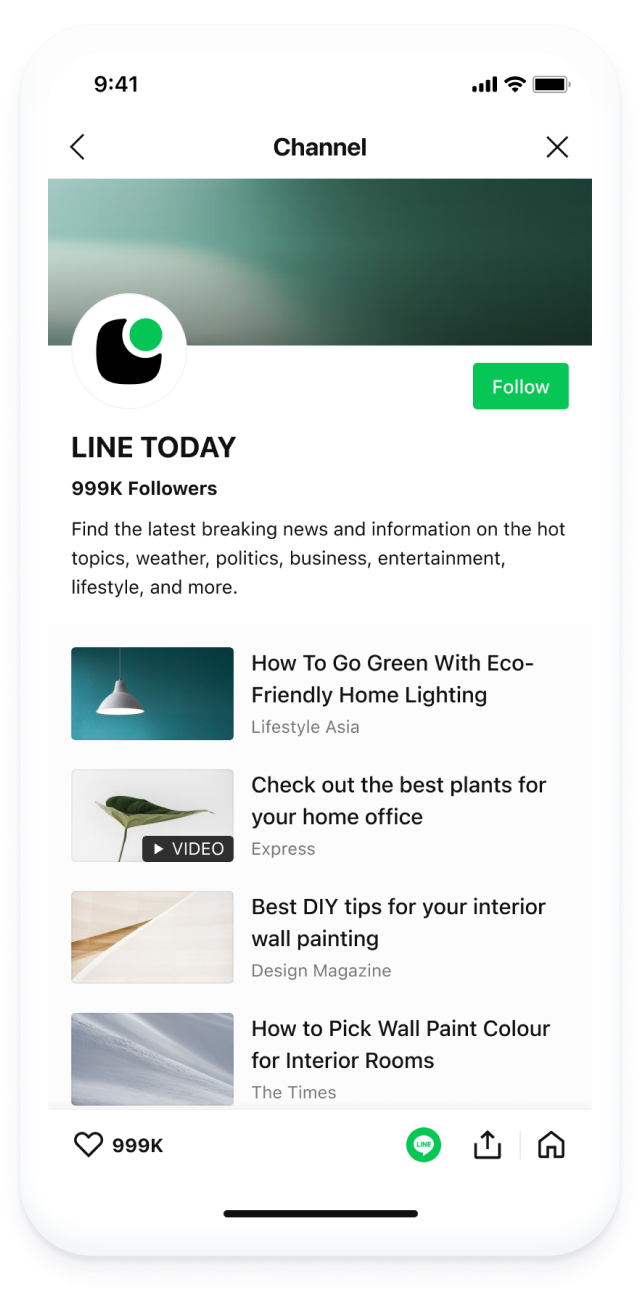 9:41
Channel
Follow
LINE TODAY
999K Followers
Find the latest breaking news and information on the hot
topics, weather, politics, business, entertainment,
lifestyle, and more.
How To Go Green With Eco-
Friendly Home Lighting
Lifestyle Asia
VIDEO
Check out the best plants for
your home office
Express
Best DIY tips for your interior
wall painting
Design Magazine
How to Pick Wall Paint Colour
for Interior Rooms
The Times
999K
LINE